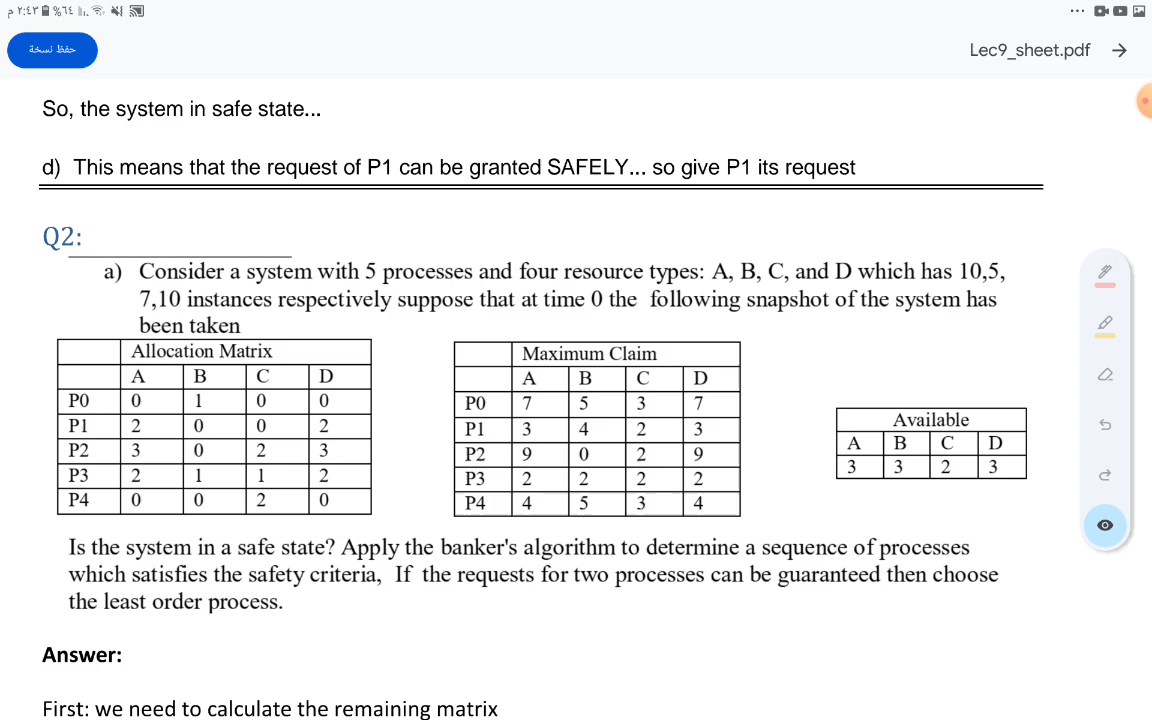 م ٢:٤٣ %٦٤
حفظ نسخة
Lec9_sheet.pdf
So, the system in safe state...
d) This means that the request of P1 can be granted SAFELY... so give P1 its request
Q2:
a) Consider a system with 5 processes and four resource types: A, B, C, and D which has 10,5,
7,10 instances respectively suppose that at time 0 the following snapshot of the system has
been taken
Allocation Matrix
A B C D
P0 0 1 0 0
P1 2 0 0 2
P2 3 0 2 3
P3 2 1 1 2
P4 0 0 2 0
Maximum Claim
A B C D
P0 7 5 3 7
P1 3 4 2 3
P2 9 0 2 9
P3 2 2 2 2
P4 4 5 3 4
Available
A B C D
3 3 2 3
Is the system in a safe state? Apply the banker's algorithm to determine a sequence of processes
which satisfies the safety criteria, If the requests for two processes can be guaranteed then choose
the least order process.
Answer:
First: we need to calculate the remaining matrix